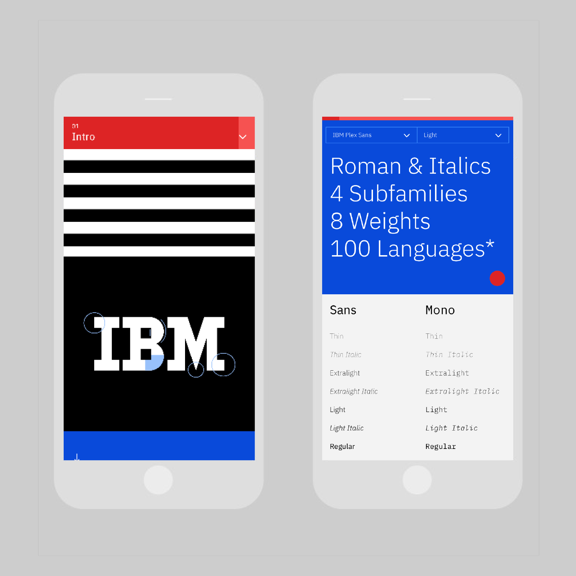 01
Intro
IBM
IBM Plex Sans
Light
Roman & Italics
4 Subfamilies
8 Weights
100 Languages*
Sans
Mono
Thin
Thin
Thin Italic
Thin Italic
Extralight
Extralight
Extralight Italic
Extralight Italic
Light
Light
Light Italic
Light Italic
Regular
Regular